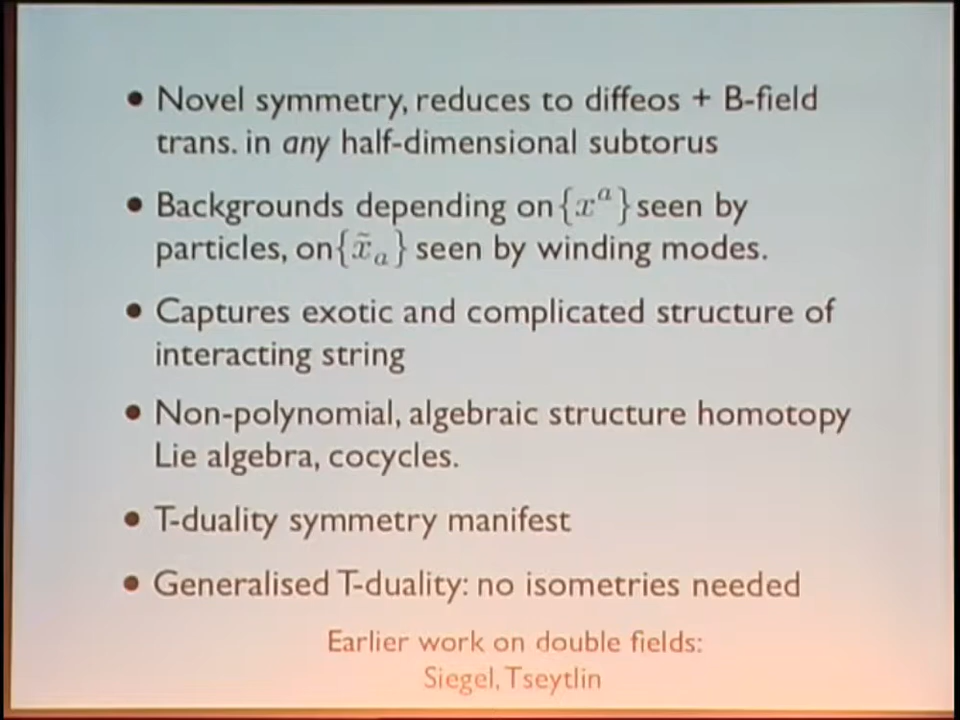 • Novel symmetry, reduces to diffeos + B-field
trans. in any half-dimensional subtorus
• Backgrounds depending on {xᵃ} seen by
particles, on {x̃ₐ} seen by winding modes.
• Captures exotic and complicated structure of
interacting string
• Non-polynomial, algebraic structure homotopy
Lie algebra, cocycles.
• T-duality symmetry manifest
• Generalised T-duality: no isometries needed
Earlier work on double fields:
Siegel, Tseytlin